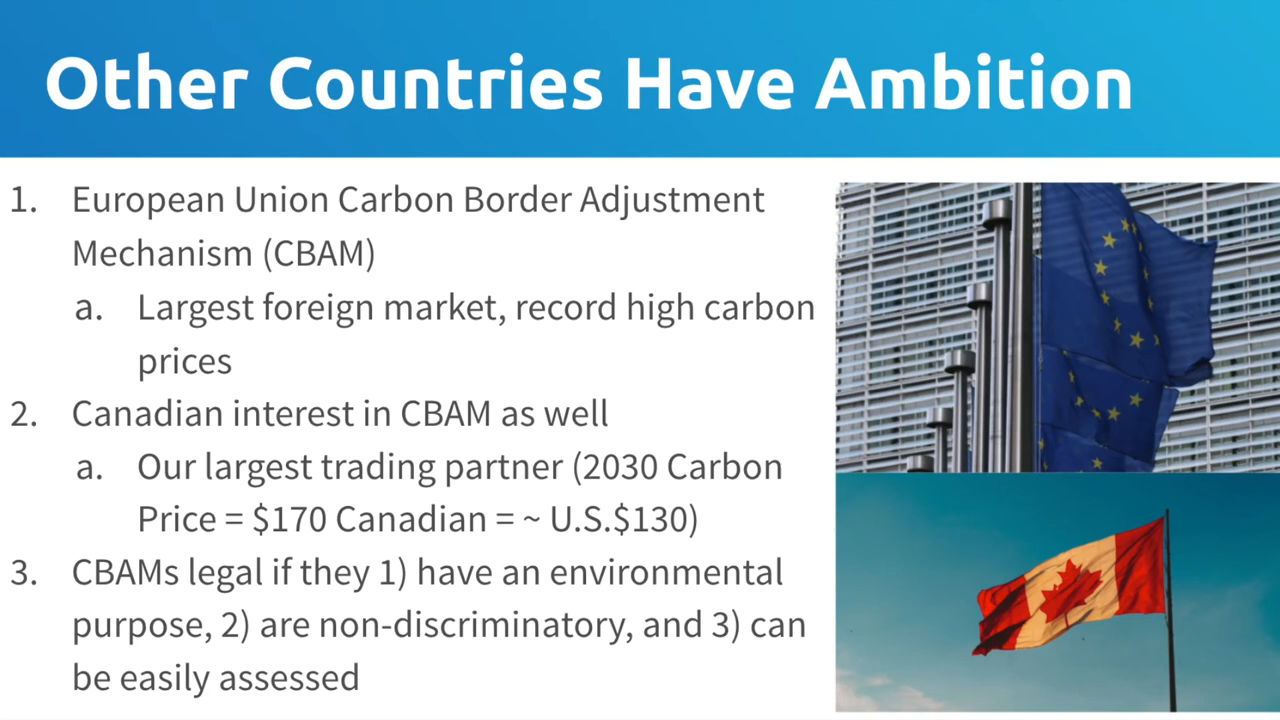 Other Countries Have Ambition
1. European Union Carbon Border Adjustment
Mechanism (CBAM)
a. Largest foreign market, record high carbon
prices
2. Canadian interest in CBAM as well
a. Our largest trading partner (2030 Carbon
Price = $170 Canadian = ~ U.S.$130)
3. CBAMs legal if they 1) have an environmental
purpose, 2) are non-discriminatory, and 3) can
be easily assessed